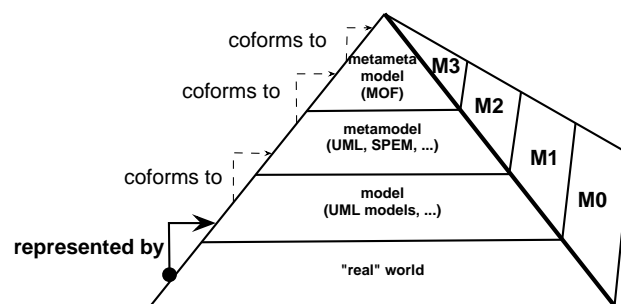 coforms to
metameta
model
(MOF)
M3
coforms to
M2
metamodel
(UML, SPEM, ...)
M1
coforms to
model
(UML models, ...)
M0
represented by
"real" world